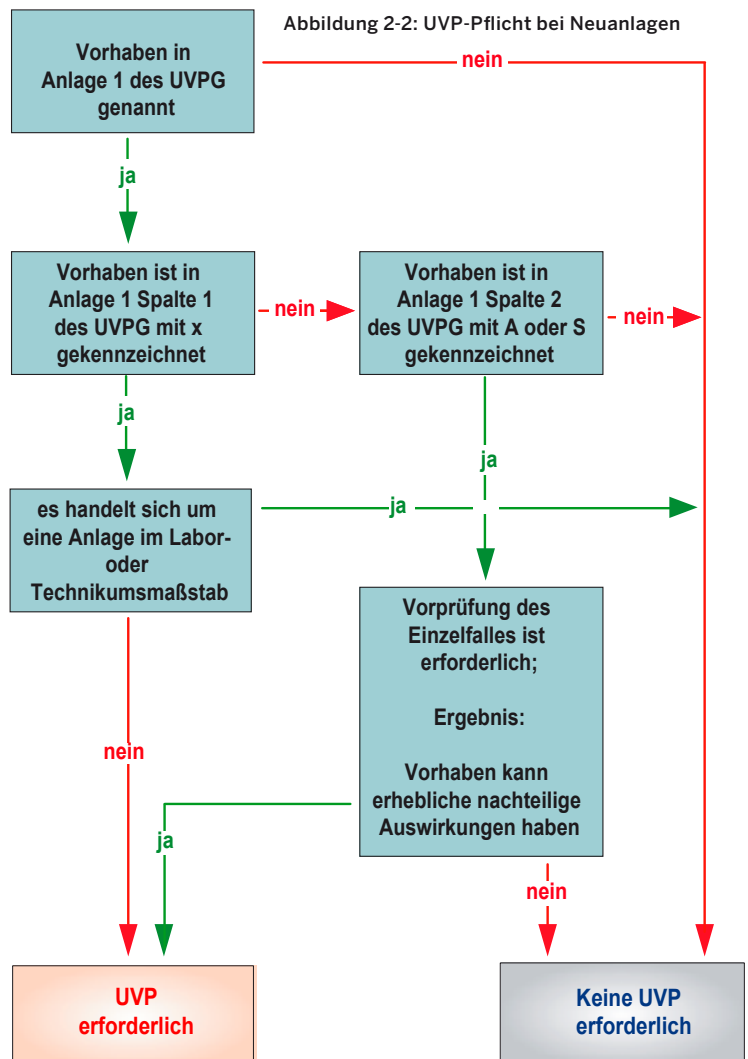 Abbildung 2-2: UVP-Pflicht bei Neuanlagen
Vorhaben in
Anlage 1 des UVPG
genannt
nein
ja
Vorhaben ist in
Anlage 1 Spalte 1
des UVPG mit x
gekennzeichnet
nein
Vorhaben ist in
Anlage 1 Spalte 2
des UVPG mit A oder S
gekennzeichnet
nein
ja
ja
es handelt sich um
eine Anlage im Labor-
oder
Technikumsmaßstab
ja
Vorprüfung des
Einzelfalles ist
erforderlich;
Ergebnis:
Vorhaben kann
erhebliche nachteilige
Auswirkungen haben
nein
ja
nein
UVP
erforderlich
Keine UVP
erforderlich